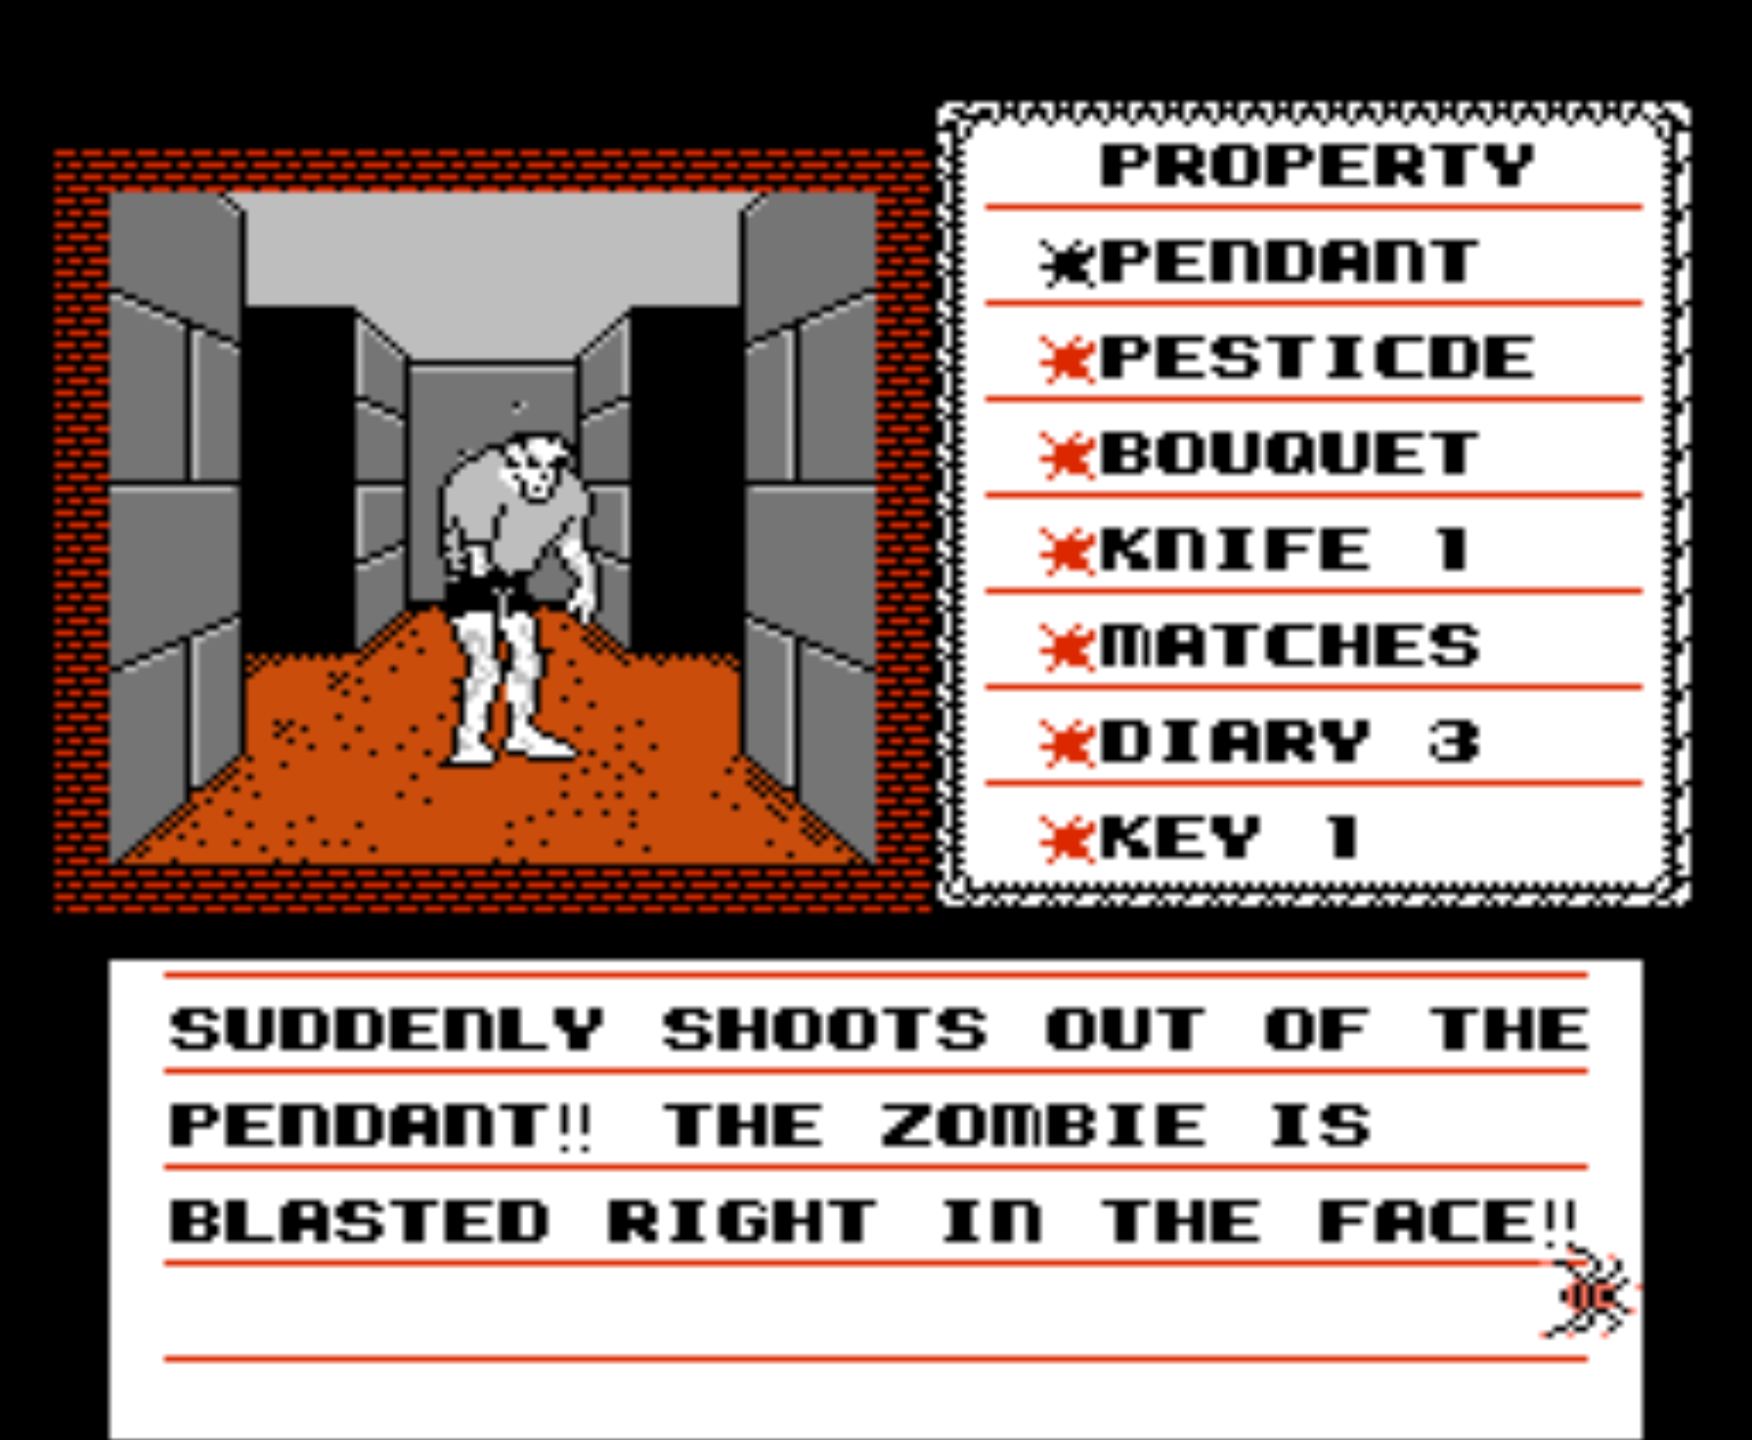 PROPERTY
PENDANT
PESTICDE
BOUQUET
KNIFE 1
MATCHES
DIARY 3
KEY 1
SUDDENLY SHOOTS OUT OF THE
PENDANT!! THE ZOMBIE IS
BLASTED RIGHT IN THE FACE!!